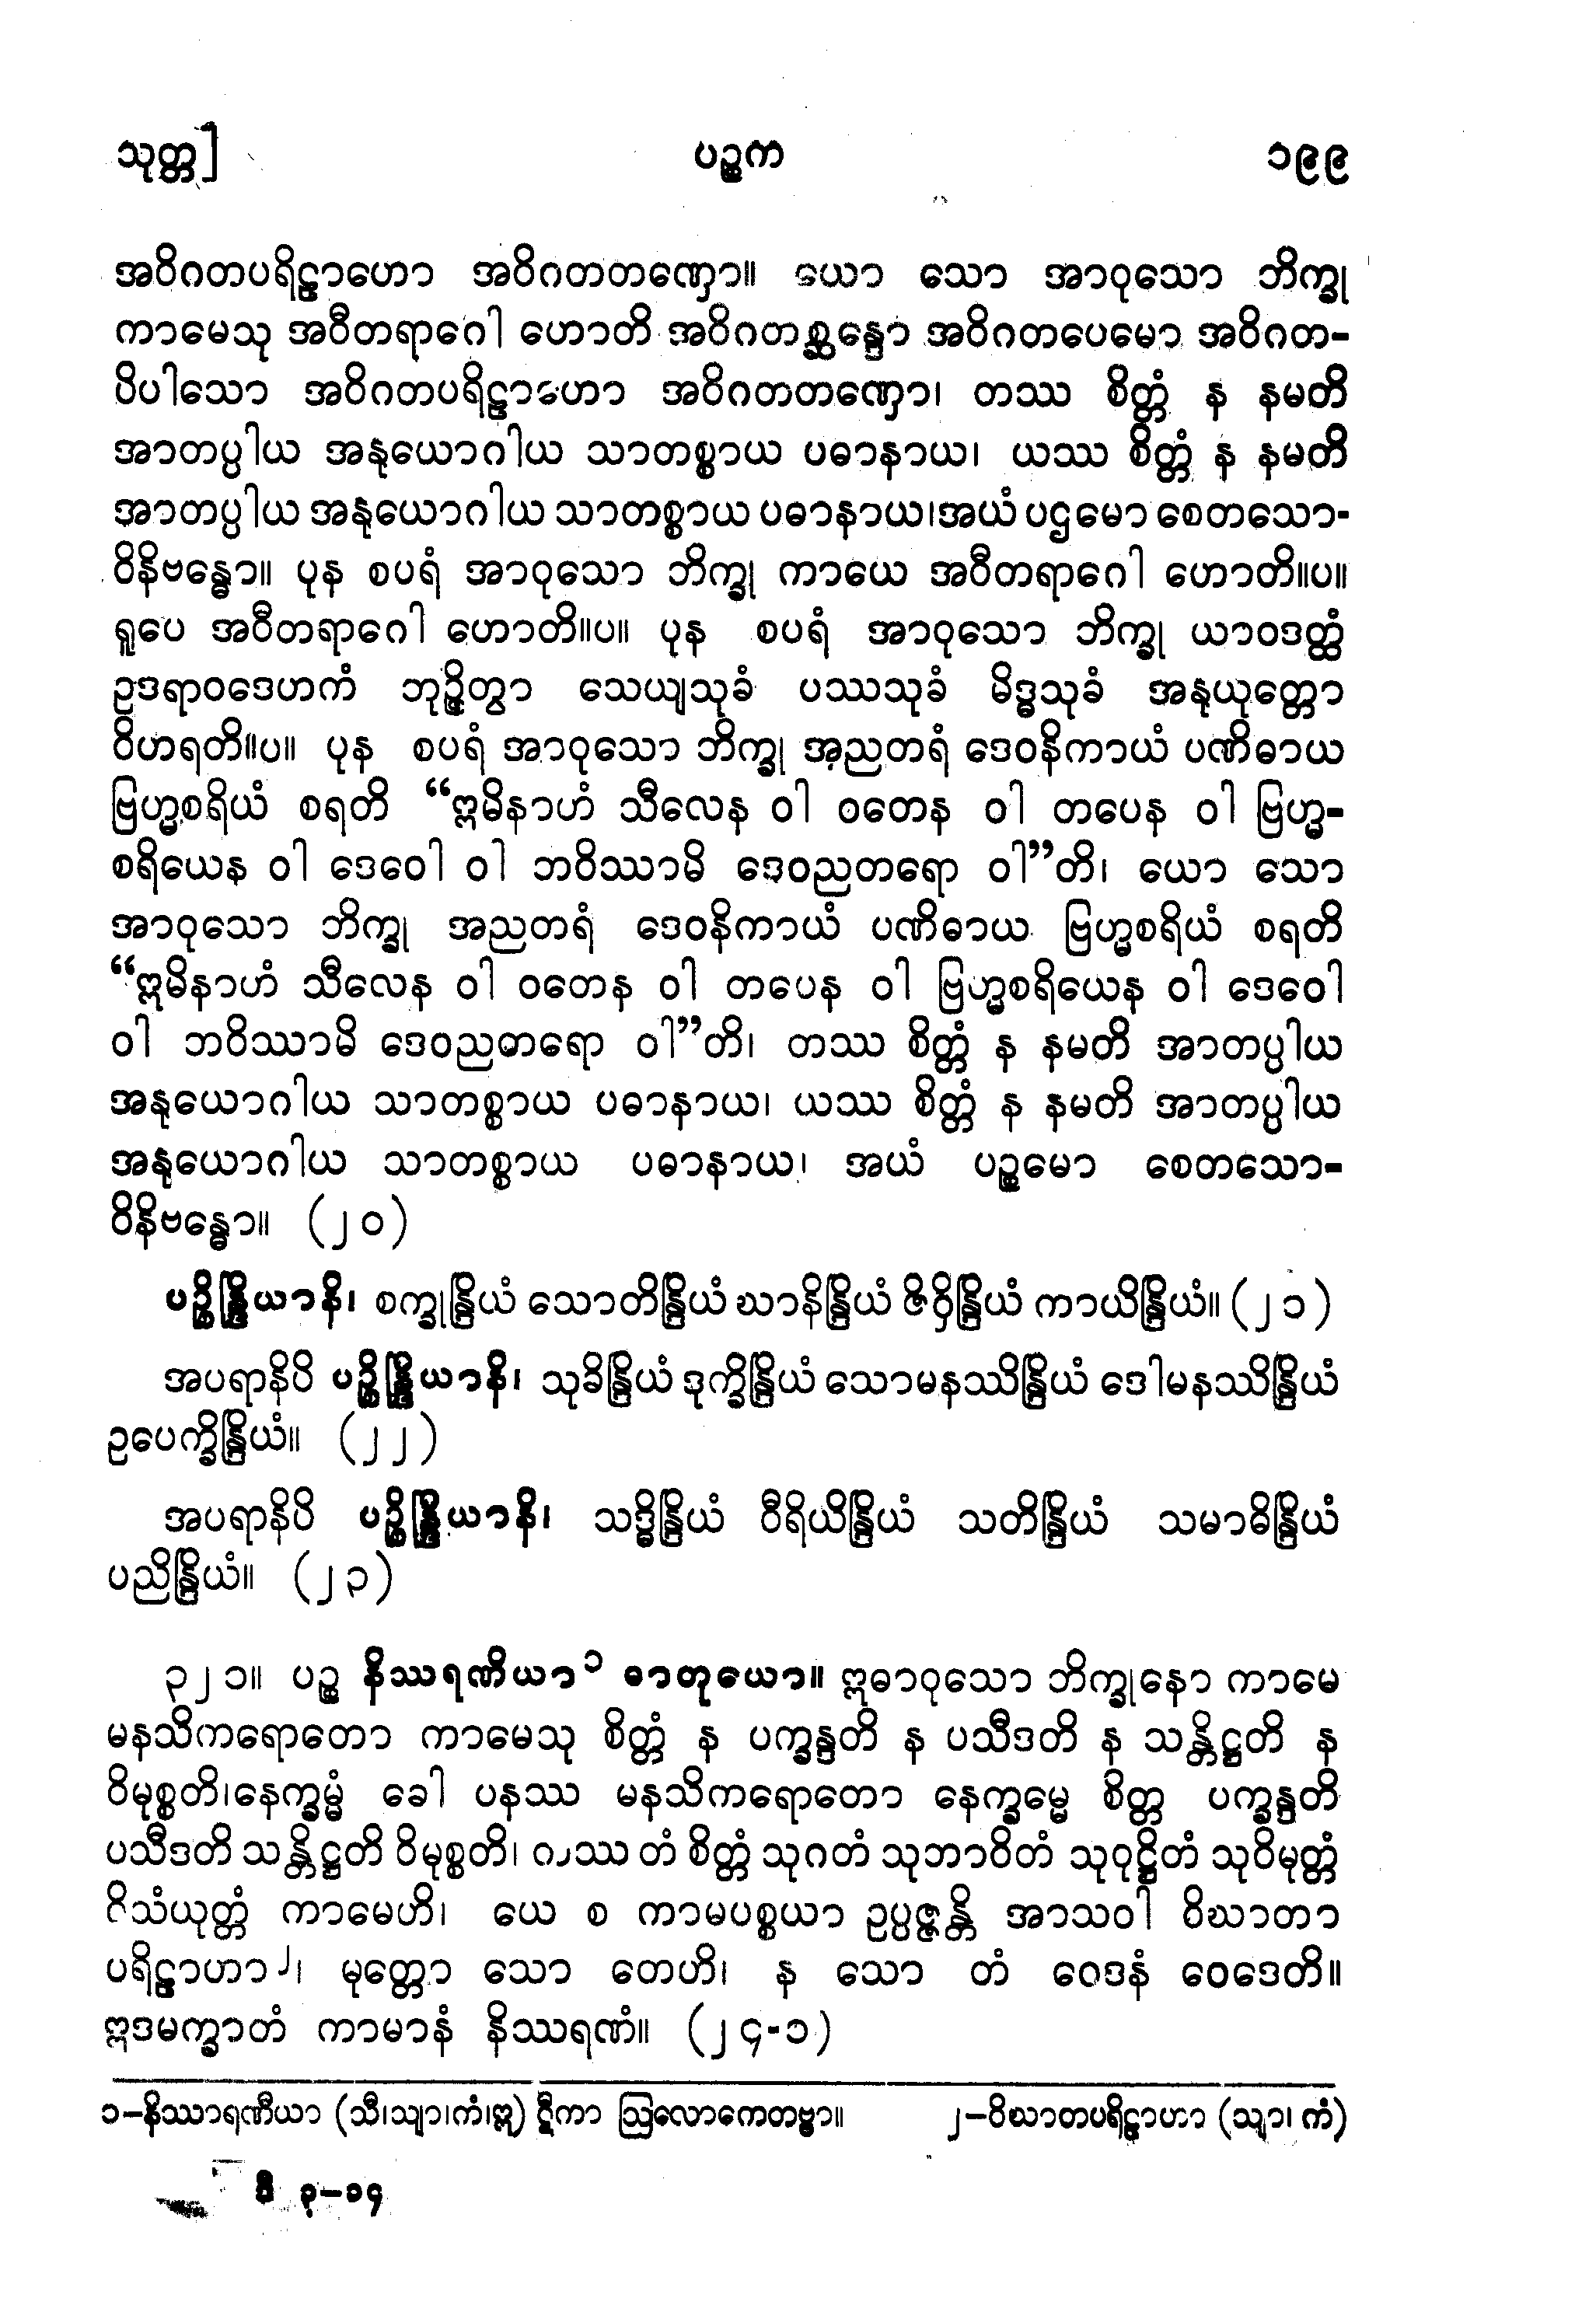 သုတ္တ]
ပဉ္စက
၁၉၉
အဝိဂတပရိဠာဟော အဝိဂတတဏှော။ ယော သော အာဝုသော ဘိက္ခု
ကာမေသု အဝီတရာဂေါ ဟောတိ အဝိဂတစ္ဆန္ဒော အဝိဂတပေမော အဝိဂတ-
ပိပါသော အဝိဂတပရိဠာဟော အဝိဂတတဏှော၊ တဿ စိတ္တံ န နမတိ
အာတပ္ပါယ အနုယောဂါယ သာတစ္စာယ ပဓာနာယ၊ ယဿ စိတ္တံ န နမတိ
အာတပ္ပါယ အနုယောဂါယ သာတစ္စာယ ပဓာနာယ၊အယံ ပဌမော စေတသော-
ဝိနိဗန္ဓော။ ပုန စပရံ အာဝုသော ဘိက္ခု ကာယေ အဝီတရာဂေါ ဟောတိ။ပ။
ရူပေ အဝီတရာဂေါ ဟောတိ။ပ။ ပုန စပရံ အာဝုသော ဘိက္ခု ယာဝဒတ္ထံ
ဥဒရာဝဒေဟကံ ဘုဉ္ဇိတွာ သေယျသုခံ ပဿသုခံ မိဒ္ဓသုခံ အနုယုတ္တော
ဝိဟရတိ။ပ။ ပုန စပရံ အာဝုသော ဘိက္ခု အညတရံ ဒေဝနိကာယံ ပဏိဓာယ
ဗြဟ္မစရိယံ စရတိ “ဣမိနာဟံ သီလေန ဝါ ဝတေန ဝါ တပေန ဝါ ဗြဟ္မ-
စရိယေန ဝါ ဒေဝေါ ဝါ ဘဝိဿာမိ ဒေဝညတရော ဝါ”တိ၊ ယော သော
အာဝုသော ဘိက္ခု အညတရံ ဒေဝနိကာယံ ပဏိဓာယ ဗြဟ္မစရိယံ စရတိ
“ဣမိနာဟံ သီလေန ဝါ ဝတေန ဝါ တပေန ဝါ ဗြဟ္မစရိယေန ဝါ ဒေဝေါ
ဝါ ဘဝိဿာမိ ဒေဝညတရော ဝါ”တိ၊ တဿ စိတ္တံ န နမတိ အာတပ္ပါယ
အနုယောဂါယ သာတစ္စာယ ပဓာနာယ၊ ယဿ စိတ္တံ န နမတိ အာတပ္ပါယ
အနုယောဂါယ သာတစ္စာယ ပဓာနာယ၊ အယံ ပဉ္စမော စေတသော-
ဝိနိဗန္ဓော။ (၂၀)
ပဉ္စိန္ဒြိယာနိ၊ စက္ခုန္ဒြိယံ သောတိန္ဒြိယံ ဃာနိန္ဒြိယံ ဇိဝှိန္ဒြိယံ ကာယိန္ဒြိယံ။ (၂၁)
အပရာနိပိ ပဉ္စိန္ဒြိယာနိ၊ သုခိန္ဒြိယံ ဒုက္ခိန္ဒြိယံ သောမနဿိန္ဒြိယံ ဒေါမနဿိန္ဒြိယံ
ဥပေက္ခိန္ဒြိယံ။ (၂၂)
အပရာနိပိ ပဉ္စိန္ဒြိယာနိ၊ သဒ္ဓိန္ဒြိယံ ဝီရိယိန္ဒြိယံ သတိန္ဒြိယံ သမာဓိန္ဒြိယံ
ပညိန္ဒြိယံ။ (၂၃)
၃၂၁။ ပဉ္စ နိဿရဏိယာ၁ ဓာတုယော။ ဣဓာဝုသော ဘိက္ခုနော ကာမေ
မနသိကရောတော ကာမေသု စိတ္တံ န ပက္ခန္ဒတိ န ပသီဒတိ န သန္တိဋ္ဌတိ န
ဝိမုစ္စတိ၊နေက္ခမ္မံ ခေါ ပနဿ မနသိကရောတော နေက္ခမ္မေ စိတ္တ ပက္ခန္ဒတိ
ပသီဒတိ သန္တိဋ္ဌတိ ဝိမုစ္စတိ၊ တဿ တံ စိတ္တံ သုဂတံ သုဘာဝိတံ သုဝုဋ္ဌိတံ သုဝိမုတ္တံ
ဝိသံယုတ္တံ ကာမေဟိ၊ ယေ စ ကာမပစ္စယာ ဥပ္ပဇ္ဇန္တိ အာသဝါ ဝိဃာတာ
ပရိဠာဟာ၂၊ မုတ္တော သော တေဟိ၊ န သော တံ ဝေဒနံ ဝေဒေတိ။
ဣဒမက္ခာတံ ကာမာနံ နိဿရဏံ။ (၂၄-၁)
၁–နိဿာရဏီယာ (သီ၊သျာ၊ကံ၊ဣ) ဋီကာ ဩလောကေတဗ္ဗာ။
၂–ဝိဃာတပရိဠာဟာ (သျာ၊ ကံ)
ဒီ ၃–၁၄